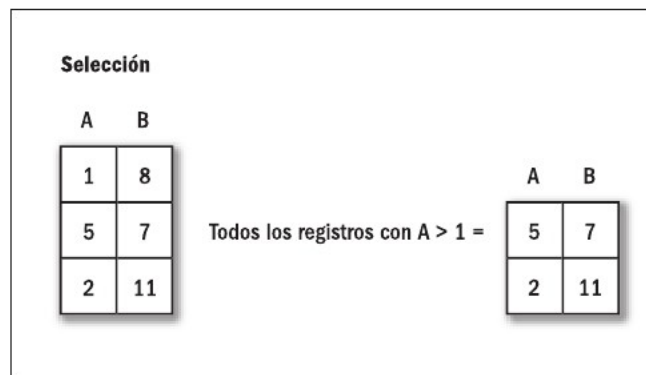 Selección
A B
1 8
5 7
2 11
Todos los registros con A > 1 =
A B
5 7
2 11